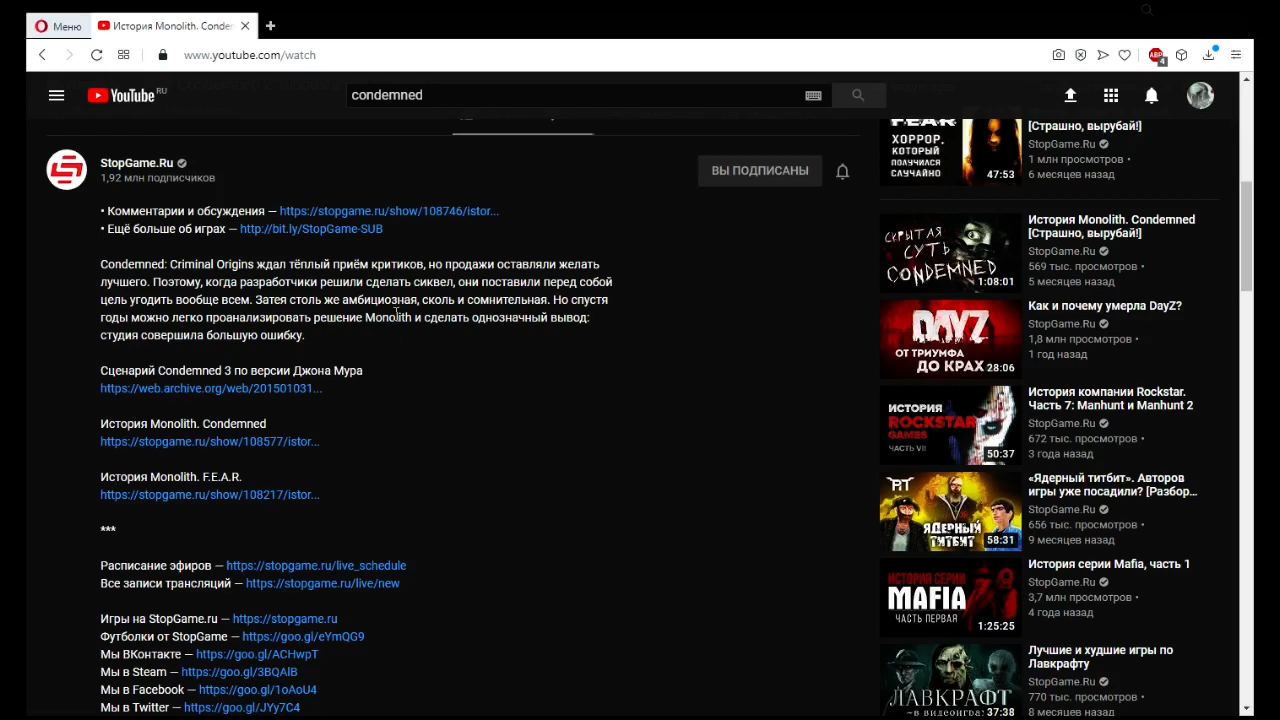 Меню
История Monolith. Conde
www.youtube.com/watch
ABP
4
YouTube RU
condemned
StopGame.Ru
1,92 млн подписчиков
ВЫ ПОДПИСАНЫ
• Комментарии и обсуждения — https://stopgame.ru/show/108746/istor...
• Ещё больше об играх — http://bit.ly/StopGame-SUB
Condemned: Criminal Origins ждал тёплый приём критиков, но продажи оставляли желать
лучшего. Поэтому, когда разработчики решили сделать сиквел, они поставили перед собой
цель угодить вообще всем. Затея столь же амбициозная, сколь и сомнительная. Но спустя
годы можно легко проанализировать решение Monolith и сделать однозначный вывод:
студия совершила большую ошибку.
Сценарий Condemned 3 по версии Джона Мура
https://web.archive.org/web/201501031...
История Monolith. Condemned
https://stopgame.ru/show/108577/istor...
История Monolith. F.E.A.R.
https://stopgame.ru/show/108217/istor...
***
Расписание эфиров — https://stopgame.ru/live_schedule
Все записи трансляций — https://stopgame.ru/live/new
Игры на StopGame.ru — https://stopgame.ru
Футболки от StopGame — https://goo.gl/eYmQG9
Мы ВКонтакте — https://goo.gl/ACHwpT
Мы в Steam — https://goo.gl/3BQAlB
Мы в Facebook — https://goo.gl/1oAoU4
Мы в Twitter — https://goo.gl/JYy7C4
FEAR
ХОРРОР,
КОТОРЫЙ
ПОЛУЧИЛСЯ
СЛУЧАЙНО
47:53
[Страшно, вырубай!]
StopGame.Ru
1 млн просмотров •
6 месяцев назад
СКРЫТАЯ
СУТЬ
CONDEMNED
1:08:01
История Monolith. Condemned
[Страшно, вырубай!]
StopGame.Ru
569 тыс. просмотров •
5 месяцев назад
DAYZ
ОТ ТРИУМФА
ДО КРАХ
28:06
Как и почему умерла DayZ?
StopGame.Ru
1,8 млн просмотров •
1 год назад
ИСТОРИЯ
ROCKSTAR
GAMES
ЧАСТЬ VII
50:37
История компании Rockstar.
Часть 7: Manhunt и Manhunt 2
StopGame.Ru
672 тыс. просмотров •
3 года назад
ЯДЕРНЫЙ
ТИТБИТ
58:31
«Ядерный титбит». Авторов
игры уже посадили? [Разбор...
StopGame.Ru
656 тыс. просмотров •
9 месяцев назад
ИСТОРИЯ СЕРИИ
MAFIA
ЧАСТЬ ПЕРВАЯ
1:25:25
История серии Mafia, часть 1
StopGame.Ru
3,7 млн просмотров •
4 года назад
ЛАВКРАФТ
~В ВИДЕОИГРАХ
37:38
Лучшие и худшие игры по
Лавкрафту
StopGame.Ru
770 тыс. просмотров •
8 месяцев назад